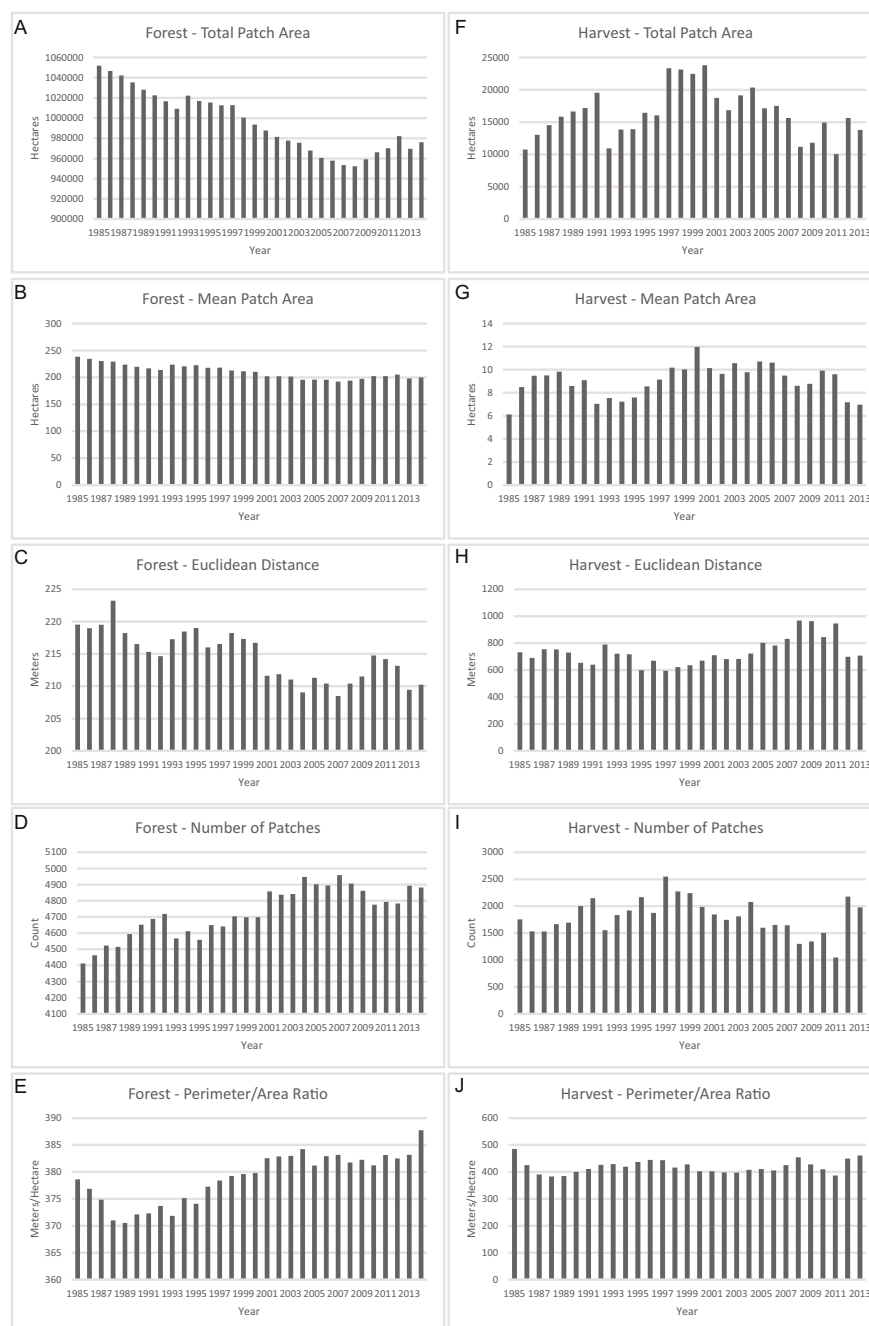 A
Forest - Total Patch Area
1060000
1040000
1020000
1000000
980000
960000
940000
920000
900000
Hectares
1985 1987 1989 1991 1993 1995 1997 1999 2001 2003 2005 2007 2009 2011 2013
Year
B
Forest - Mean Patch Area
300
250
200
150
100
50
0
Hectares
1985 1987 1989 1991 1993 1995 1997 1999 2001 2003 2005 2007 2009 2011 2013
Year
C
Forest - Euclidean Distance
225
220
215
210
205
200
Meters
1985 1987 1989 1991 1993 1995 1997 1999 2001 2003 2005 2007 2009 2011 2013
Year
D
Forest - Number of Patches
5100
5000
4900
4800
4700
4600
4500
4400
4300
4200
4100
Count
1985 1987 1989 1991 1993 1995 1997 1999 2001 2003 2005 2007 2009 2011 2013
Year
E
Forest - Perimeter/Area Ratio
390
385
380
375
370
365
360
Meters/Hectare
1985 1987 1989 1991 1993 1995 1997 1999 2001 2003 2005 2007 2009 2011 2013
Year
F
Harvest - Total Patch Area
25000
20000
15000
10000
5000
0
Hectares
1985 1987 1989 1991 1993 1995 1997 1999 2001 2003 2005 2007 2009 2011 2013
Year
G
Harvest - Mean Patch Area
14
12
10
8
6
4
2
0
Hectares
1985 1987 1989 1991 1993 1995 1997 1999 2001 2003 2005 2007 2009 2011 2013
Year
H
Harvest - Euclidean Distance
1200
1000
800
600
400
200
0
Meters
1985 1987 1989 1991 1993 1995 1997 1999 2001 2003 2005 2007 2009 2011 2013
Year
I
Harvest - Number of Patches
3000
2500
2000
1500
1000
500
0
Count
1985 1987 1989 1991 1993 1995 1997 1999 2001 2003 2005 2007 2009 2011 2013
Year
J
Harvest - Perimeter/Area Ratio
600
500
400
300
200
100
0
Meters/Hectare
1985 1987 1989 1991 1993 1995 1997 1999 2001 2003 2005 2007 2009 2011 2013
Year